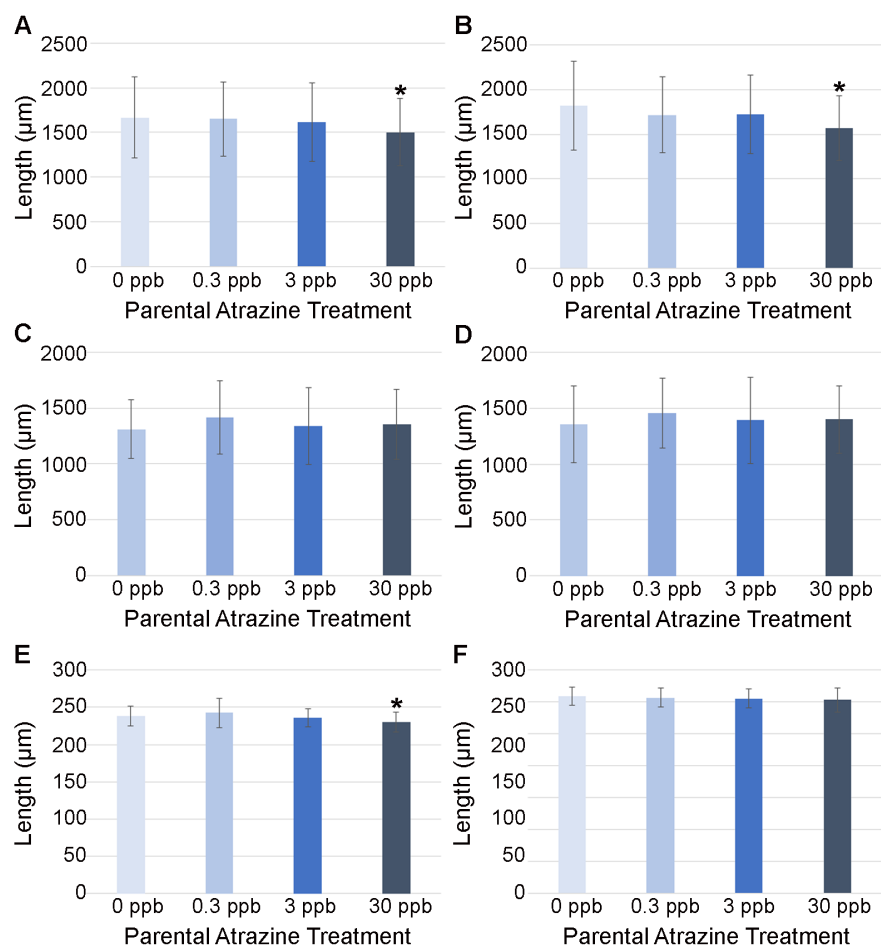 A
2500
2000
1500
1000
500
0
Length (µm)
*
0 ppb 0.3 ppb 3 ppb 30 ppb
Parental Atrazine Treatment
B
2500
2000
1500
1000
500
0
Length (µm)
*
0 ppb 0.3 ppb 3 ppb 30 ppb
Parental Atrazine Treatment
C
2000
1500
1000
500
0
Length (µm)
0 ppb 0.3 ppb 3 ppb 30 ppb
Parental Atrazine Treatment
D
2000
1500
1000
500
0
Length (µm)
0 ppb 0.3 ppb 3 ppb 30 ppb
Parental Atrazine Treatment
E
300
250
200
150
100
50
0
Length (µm)
*
0 ppb 0.3 ppb 3 ppb 30 ppb
Parental Atrazine Treatment
F
300
250
200
150
100
50
0
Length (µm)
0 ppb 0.3 ppb 3 ppb 30 ppb
Parental Atrazine Treatment